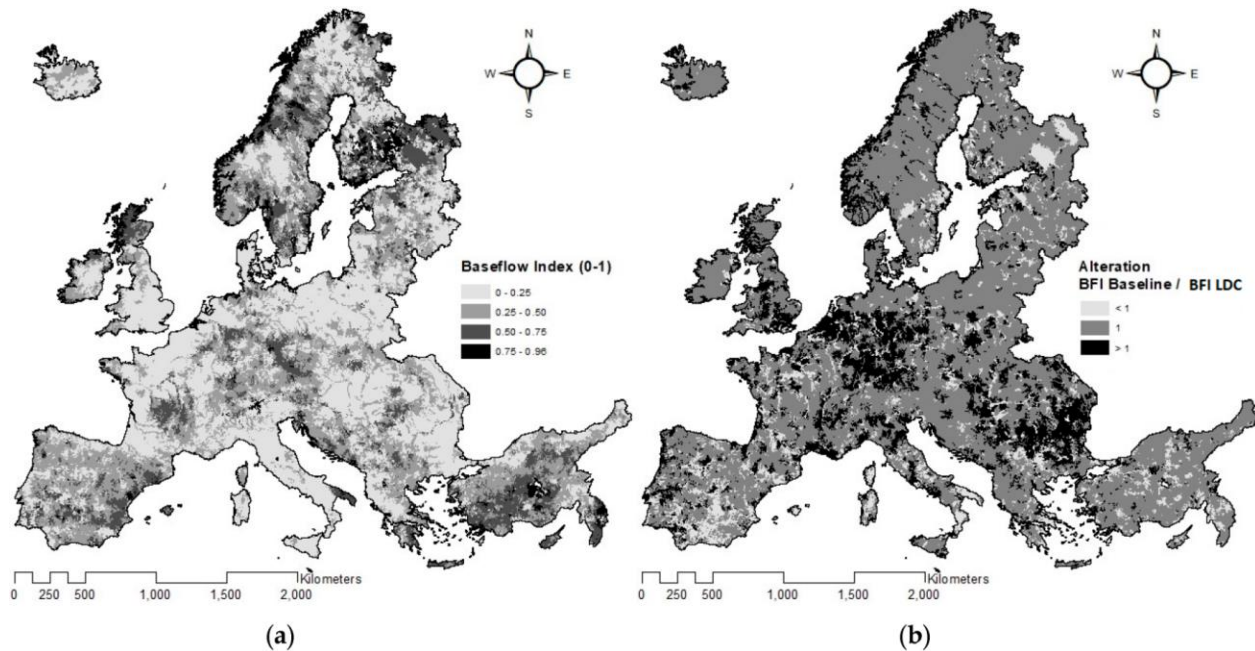 N
W E
S
Baseflow Index (0-1)
0 - 0.25
0.25 - 0.50
0.50 - 0.75
0.75 - 0.96
Kilometers
0 250 500 1,000 1,500 2,000
(a)
N
W E
S
Alteration
BFI Baseline / BFI LDC
< 1
1
> 1
Kilometers
0 250 500 1,000 1,500 2,000
(b)